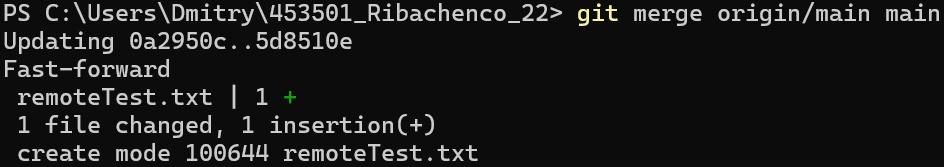 PS C:\Users\Dmitry\453501_Ribachenco_22> git merge origin/main main
Updating 0a2950c..5d8510e
Fast-forward
 remoteTest.txt | 1 +
 1 file changed, 1 insertion(+)
 create mode 100644 remoteTest.txt